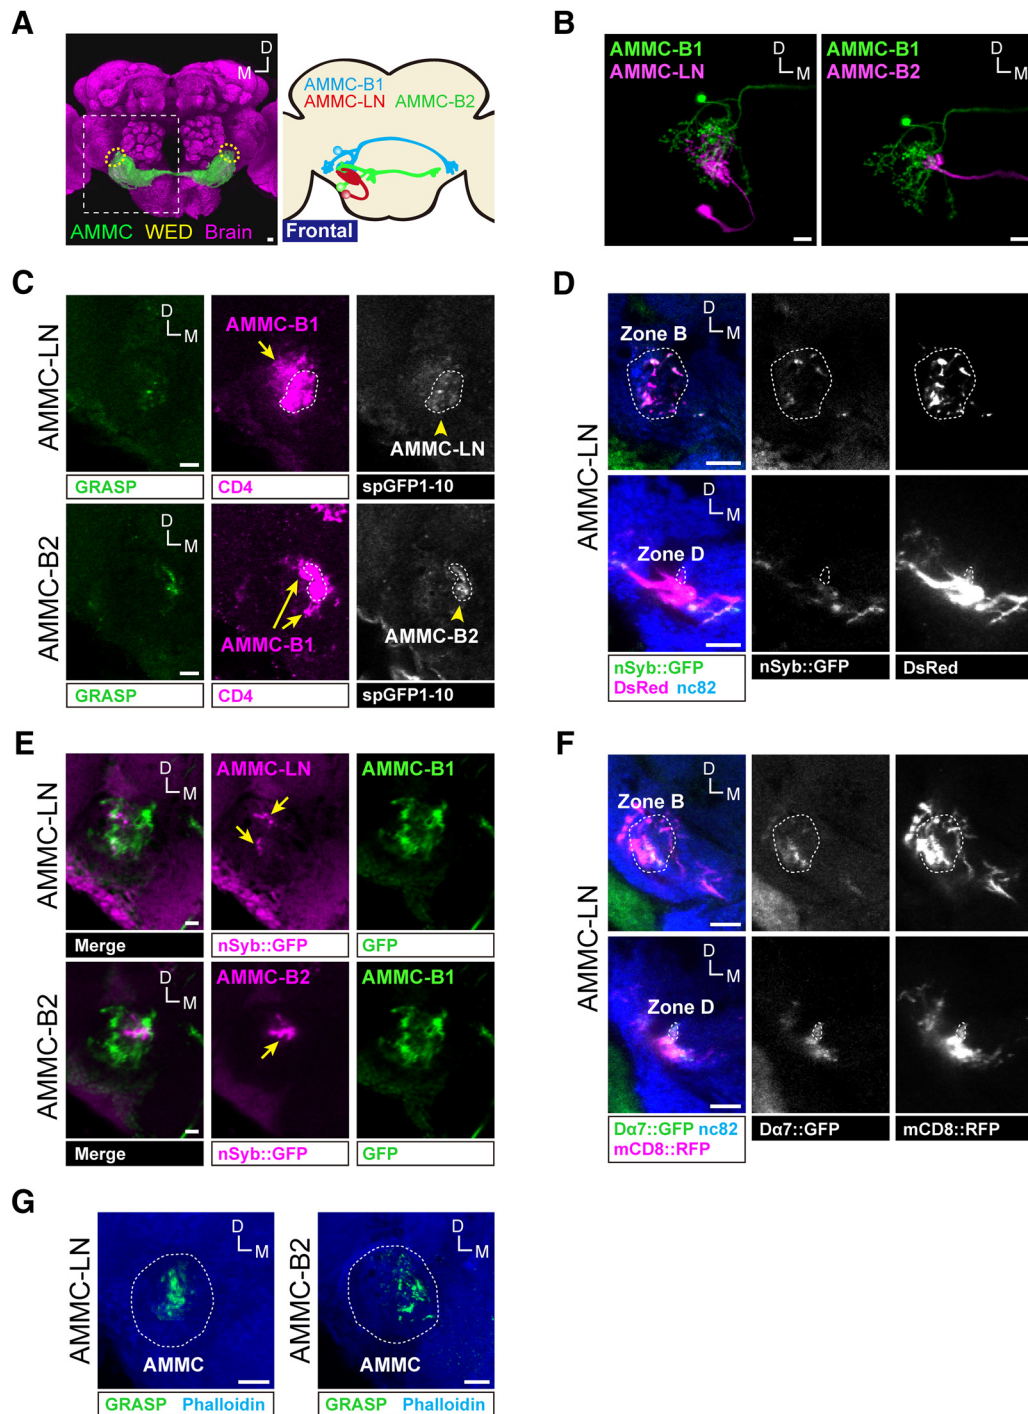 A
D
M
AMMC WED Brain
AMMC-B1
AMMC-LN AMMC-B2
Frontal
B
AMMC-B1
AMMC-LN
D
M
AMMC-B1
AMMC-B2
D
M
C
AMMC-LN
D
M
AMMC-B1
AMMC-LN
GRASP
CD4
spGFP1-10
AMMC-B2
D
M
AMMC-B1
AMMC-B2
GRASP
CD4
spGFP1-10
D
AMMC-LN
D
M
Zone B
D
M
Zone D
nSyb::GFP
DsRed nc82
nSyb::GFP
DsRed
E
AMMC-LN
D
M
AMMC-LN
AMMC-B1
Merge
nSyb::GFP
GFP
AMMC-B2
D
M
AMMC-B2
AMMC-B1
Merge
nSyb::GFP
GFP
F
AMMC-LN
D
M
Zone B
D
M
Zone D
Dα7::GFP nc82
mCD8::RFP
Dα7::GFP
mCD8::RFP
G
AMMC-LN
D
M
AMMC
GRASP Phalloidin
AMMC-B2
D
M
AMMC
GRASP Phalloidin